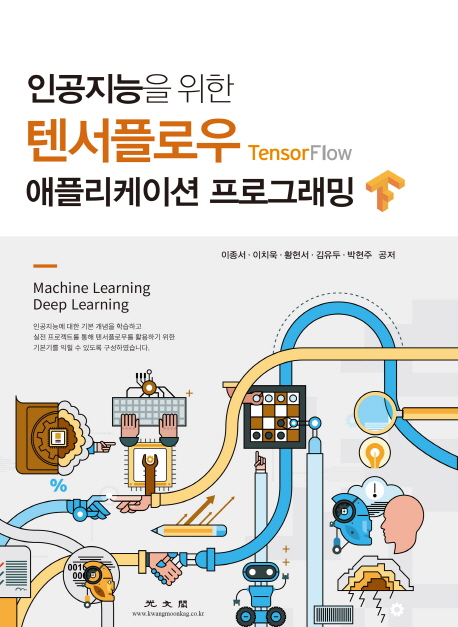 인공지능을 위한
텐서플로우 TensorFlow
애플리케이션 프로그래밍
이종서 · 이치욱 · 황현서 · 김유두 · 박현주 공저
Machine Learning
Deep Learning
인공지능에 대한 기본 개념을 학습하고
실전 프로젝트를 통해 텐서플로우를 활용하기 위한
기본기를 익힐 수 있도록 구성하였습니다.
%
!
光文閣
www.kwangmoonkag.co.kr